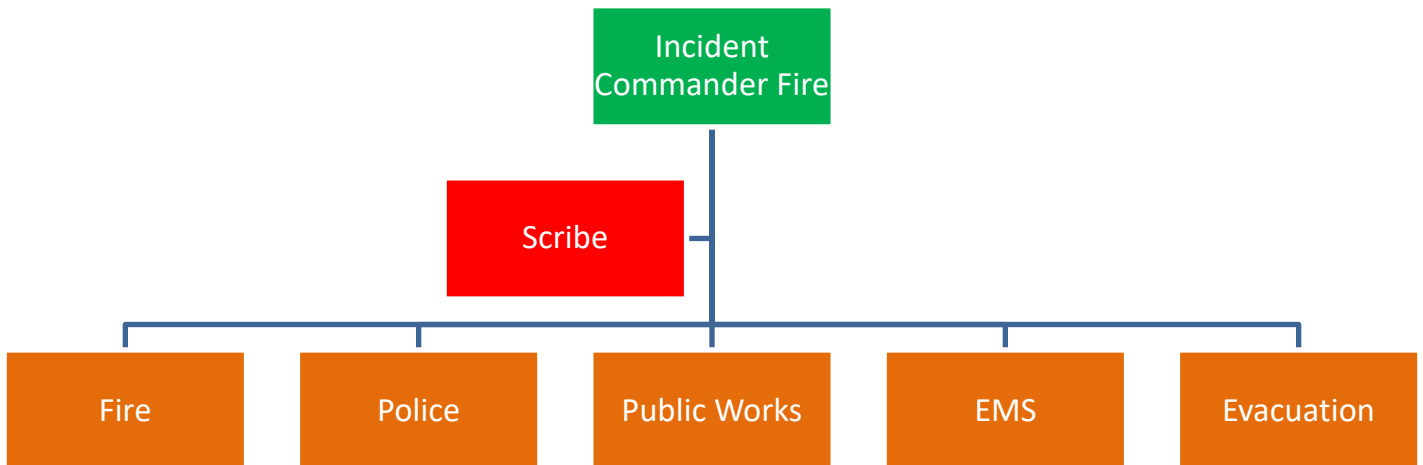 Incident
Commander Fire
Scribe
Fire
Police
Public Works
EMS
Evacuation